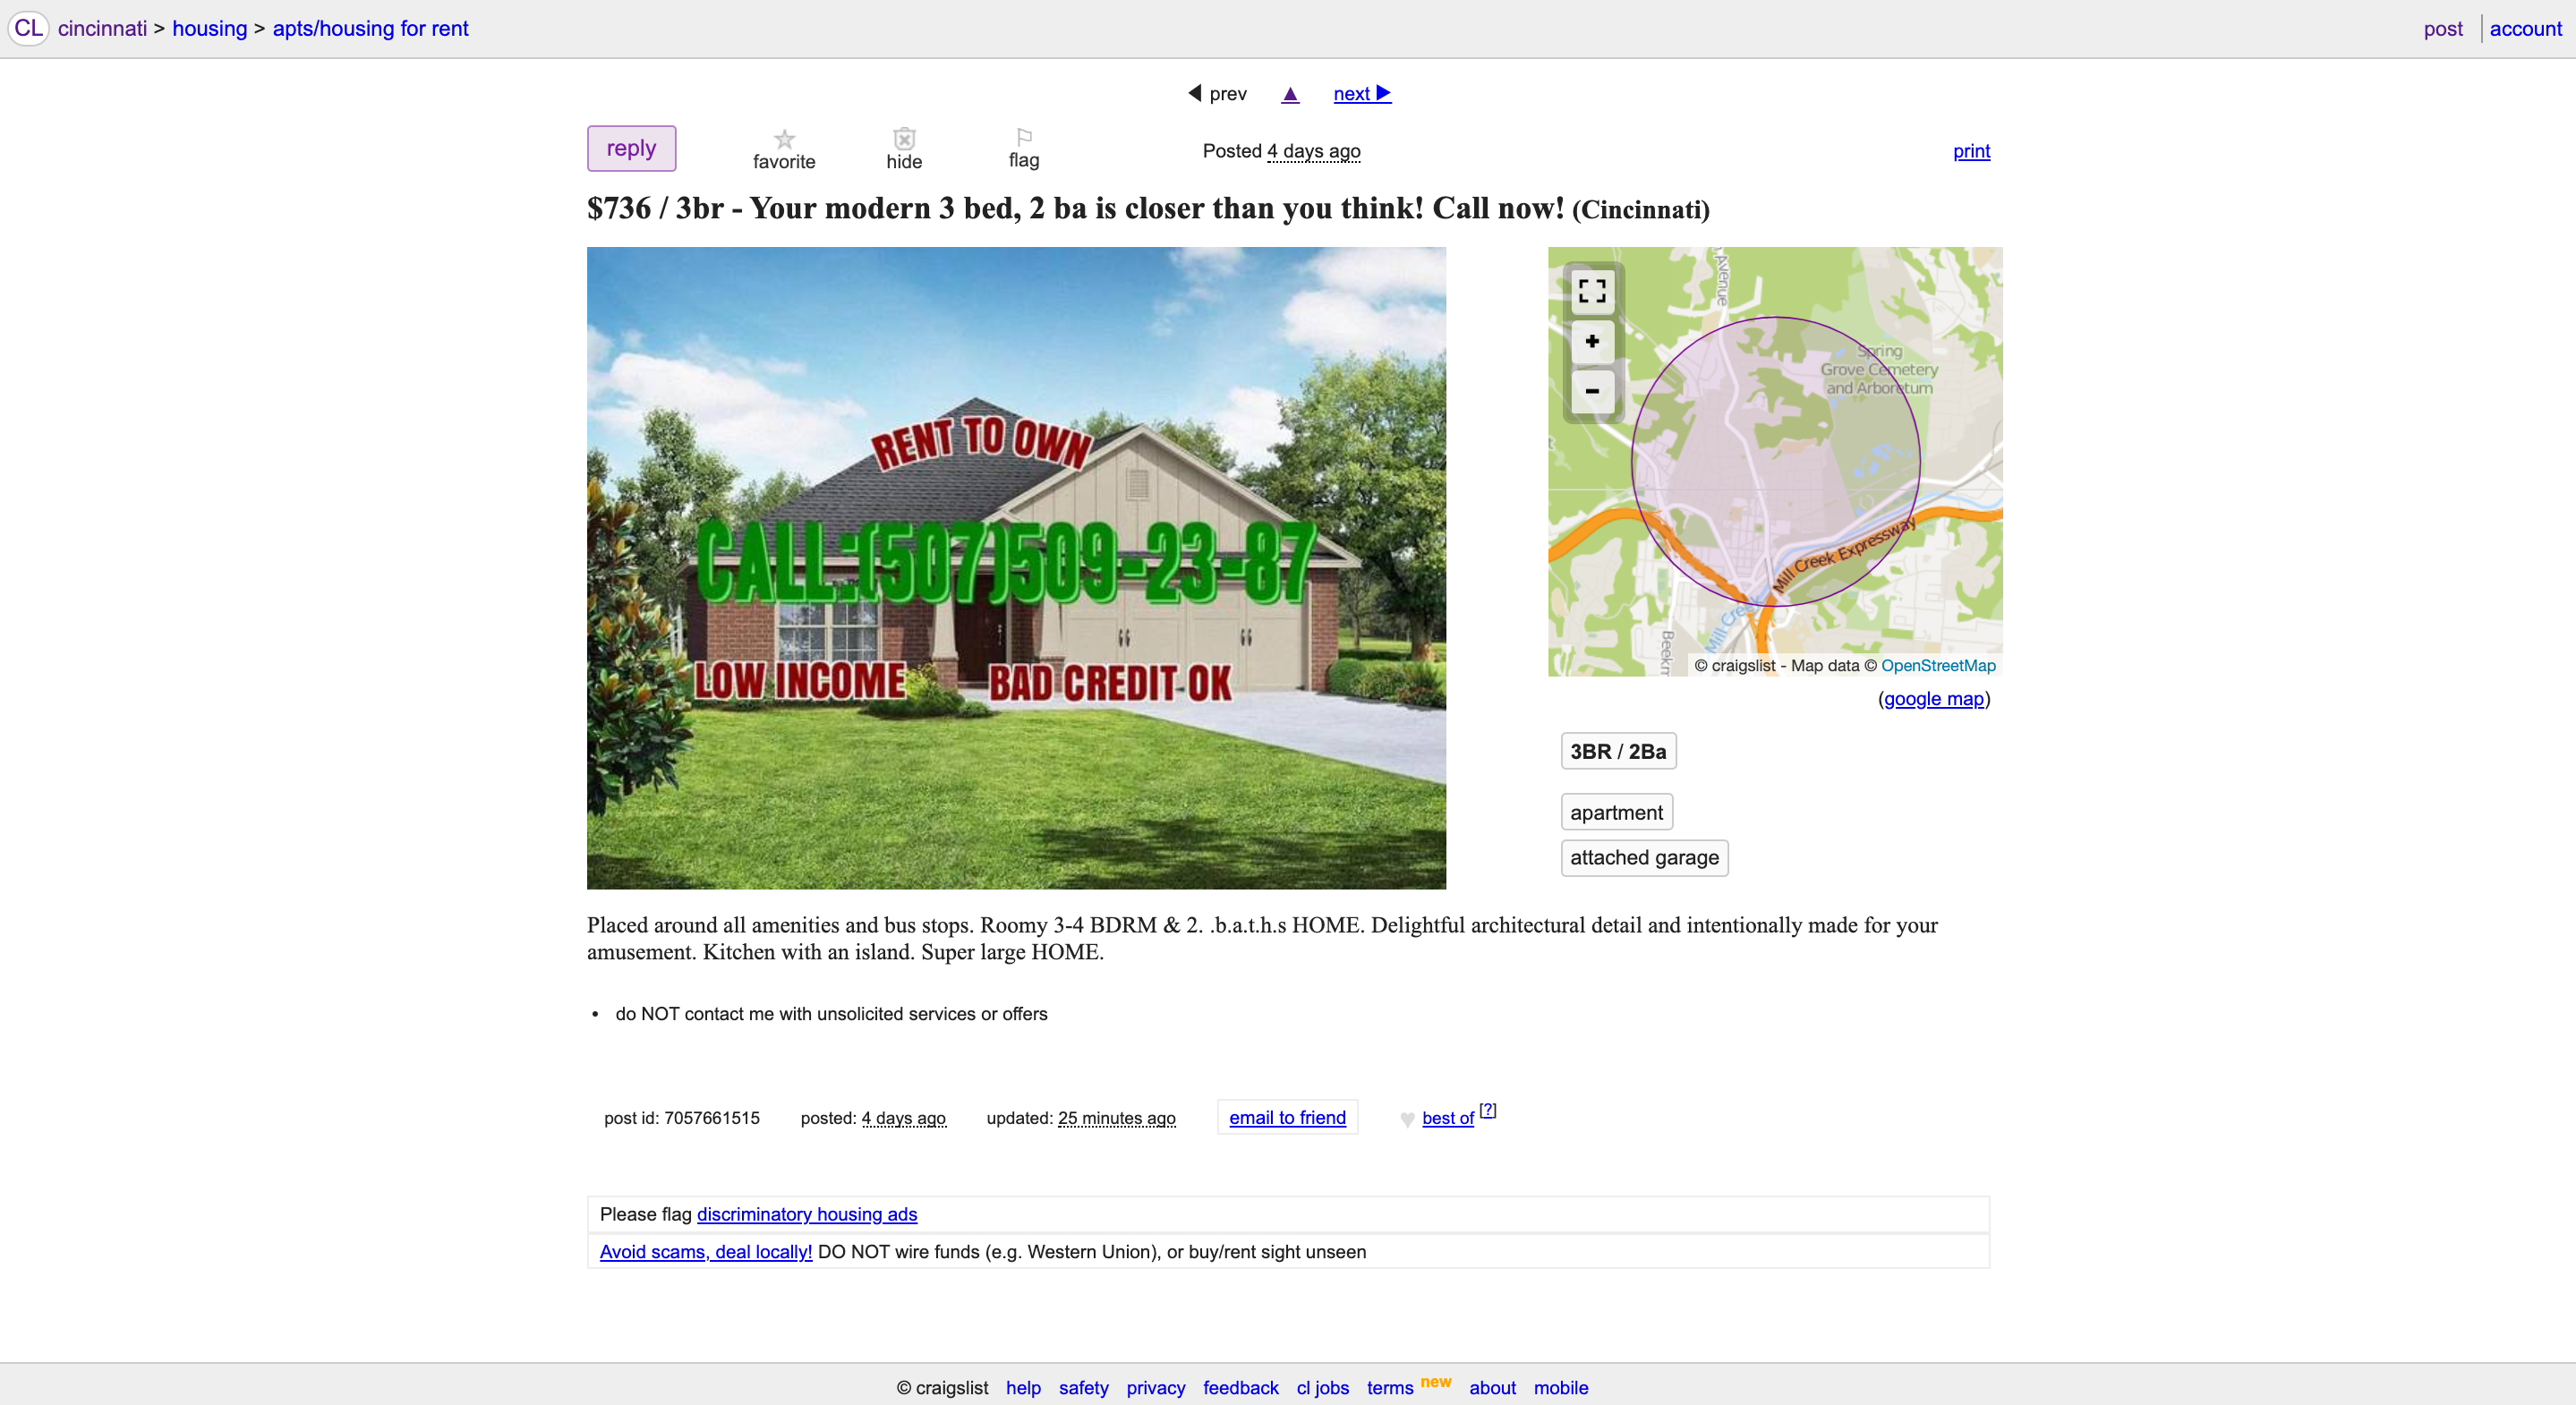 CL cincinnati > housing > apts/housing for rent
post account
prev ▲ next
reply
favorite
hide
flag
Posted 4 days ago
print
$736 / 3br - Your modern 3 bed, 2 ba is closer than you think! Call now! (Cincinnati)
RENT TO OWN
CALL:(507)509-23-87
LOW INCOME
BAD CREDIT OK
Avenue
+
−
Spring
Grove Cemetery
and Arboretum
Mill Creek Expressway
Mill Creek
Beekm
© craigslist - Map data © OpenStreetMap
(google map)
3BR / 2Ba
apartment
attached garage
Placed around all amenities and bus stops. Roomy 3-4 BDRM & 2. .b.a.t.h.s HOME. Delightful architectural detail and intentionally made for your
amusement. Kitchen with an island. Super large HOME.
• do NOT contact me with unsolicited services or offers
post id: 7057661515 posted: 4 days ago updated: 25 minutes ago email to friend ♥ best of [?]
Please flag discriminatory housing ads
Avoid scams, deal locally! DO NOT wire funds (e.g. Western Union), or buy/rent sight unseen
© craigslist help safety privacy feedback cl jobs terms new about mobile